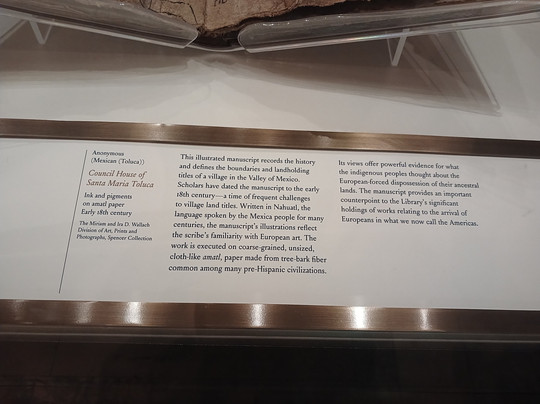 Anonymous
(Mexican [Toluca])
Council House of
Santa María Toluca
Ink and pigments
on amatl paper
Early 18th century
The Miriam and Ira D. Wallach
Division of Art, Prints and
Photographs, Spencer Collection
This illustrated manuscript records the history
and defines the boundaries and landholding
titles of a village in the Valley of Mexico.
Scholars have dated the manuscript to the early
18th century—a time of frequent challenges
to village land titles. Written in Nahuatl, the
language spoken by the Mexica people for many
centuries, the manuscript's illustrations reflect
the scribe's familiarity with European art. The
work is executed on coarse-grained, unsized,
cloth-like amatl, paper made from tree-bark fiber
common among many pre-Hispanic civilizations.
Its views offer powerful evidence for what
the indigenous peoples thought about the
European-forced dispossession of their ancestral
lands. The manuscript provides an important
counterpoint to the Library's significant
holdings of works relating to the arrival of
Europeans in what we now call the Americas.